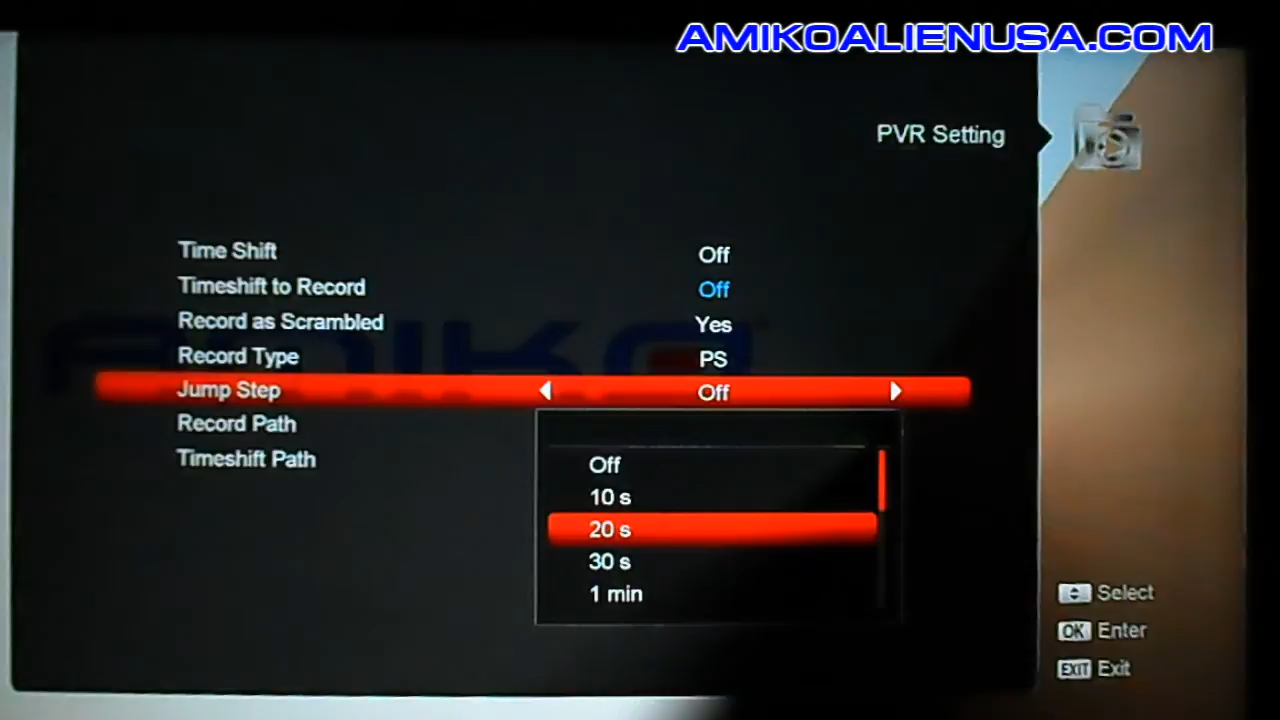 AMIKOALIENUSA.COM
PVR Setting
Time Shift Off
Timeshift to Record Off
Record as Scrambled Yes
Record Type PS
Jump Step Off
Record Path
Timeshift Path
Off
10 s
20 s
30 s
1 min
Select
OK Enter
EXIT Exit
AMIKO